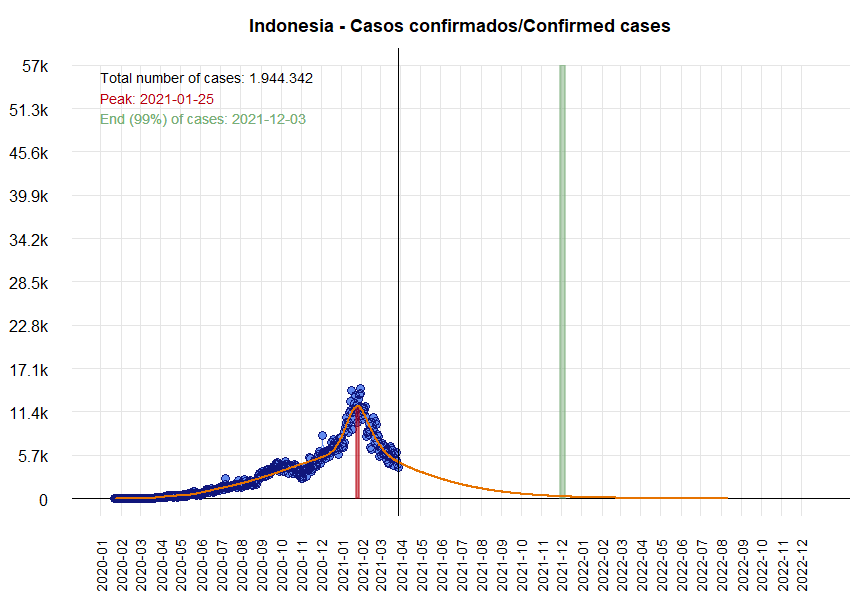 Indonesia - Casos confirmados/Confirmed cases
Total number of cases: 1.944.342
Peak: 2021-01-25
End (99%) of cases: 2021-12-03
57k
51.3k
45.6k
39.9k
34.2k
28.5k
22.8k
17.1k
11.4k
5.7k
0
2020-01
2020-02
2020-03
2020-04
2020-05
2020-06
2020-07
2020-08
2020-09
2020-10
2020-11
2020-12
2021-01
2021-02
2021-03
2021-04
2021-05
2021-06
2021-07
2021-08
2021-09
2021-10
2021-11
2021-12
2022-01
2022-02
2022-03
2022-04
2022-05
2022-06
2022-07
2022-08
2022-09
2022-10
2022-11
2022-12